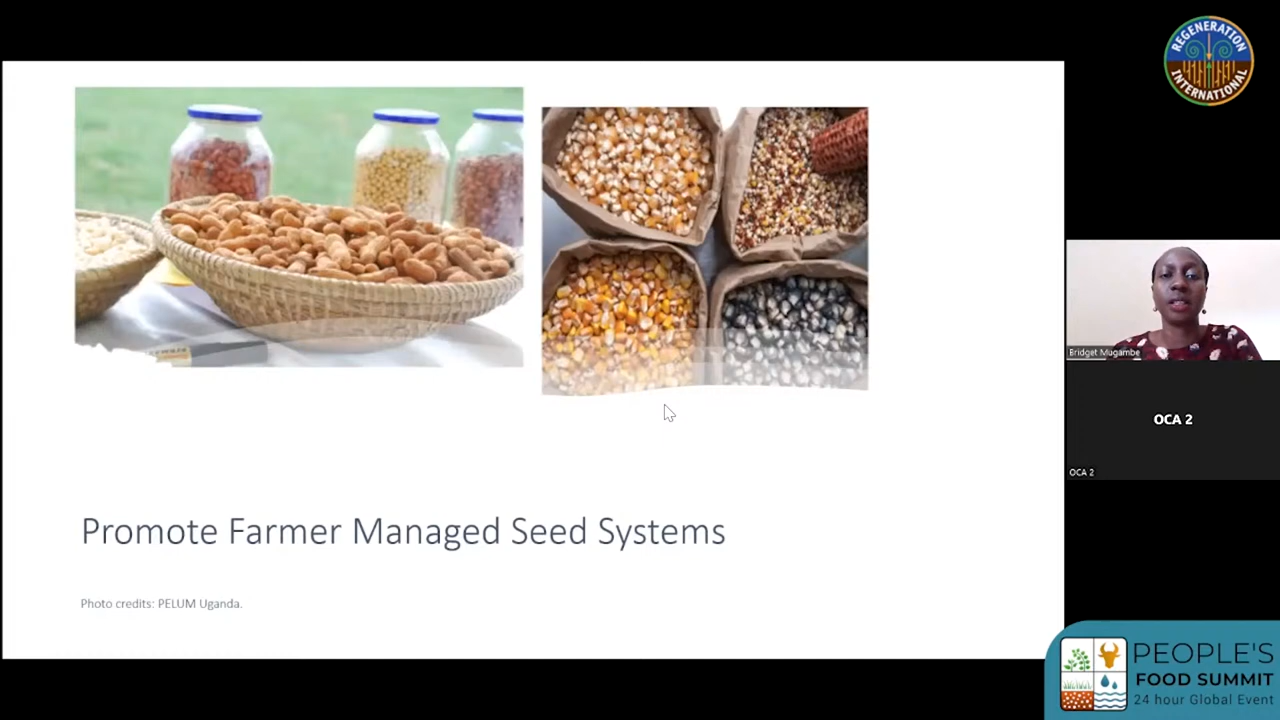 REGENERATION
INTERNATIONAL
Bridget Mugambe
OCA 2
OCA 2
Promote Farmer Managed Seed Systems
Photo credits: PELUM Uganda.
PEOPLE'S
FOOD SUMMIT
24 hour Global Event